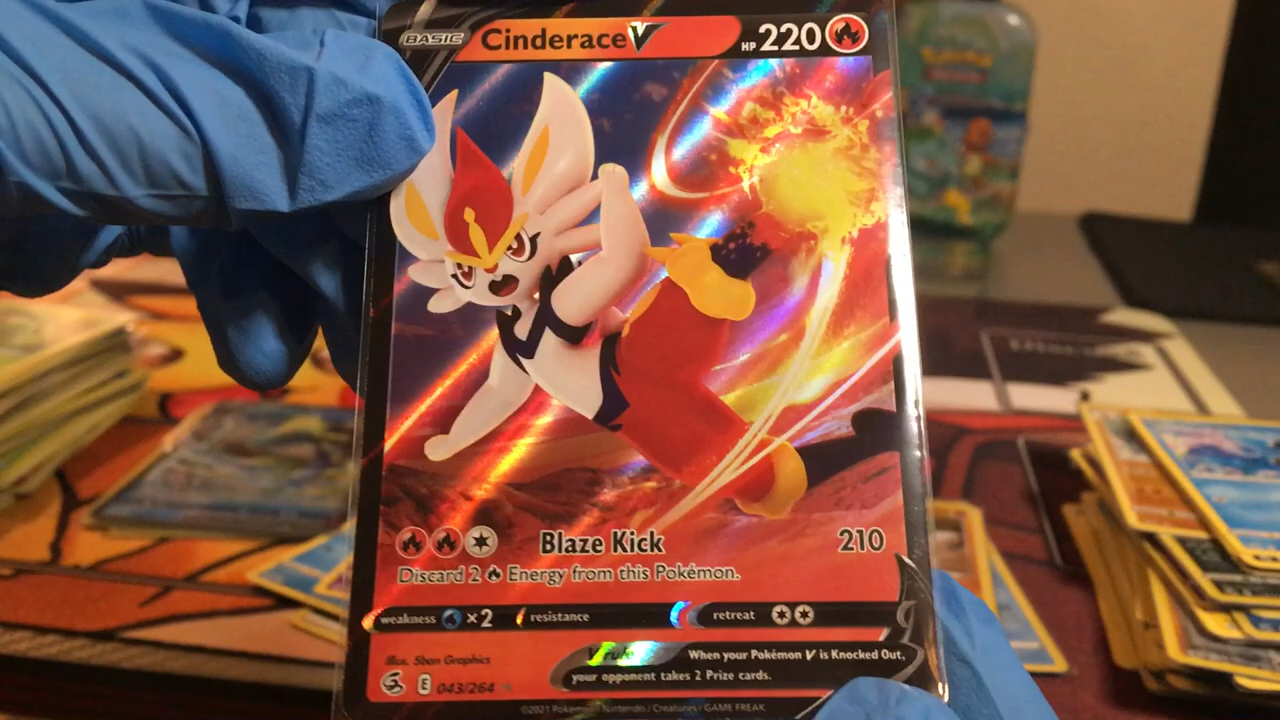 BASIC Cinderace V HP 220
Blaze Kick 210
Discard 2 Energy from this Pokémon.
weakness ×2 resistance retreat
Illus. 5ban Graphics
V rule When your Pokémon V is Knocked Out,
your opponent takes 2 Prize cards.
E 043/264
©2021 Pokémon / Nintendo / Creatures / GAME FREAK
Pokémon